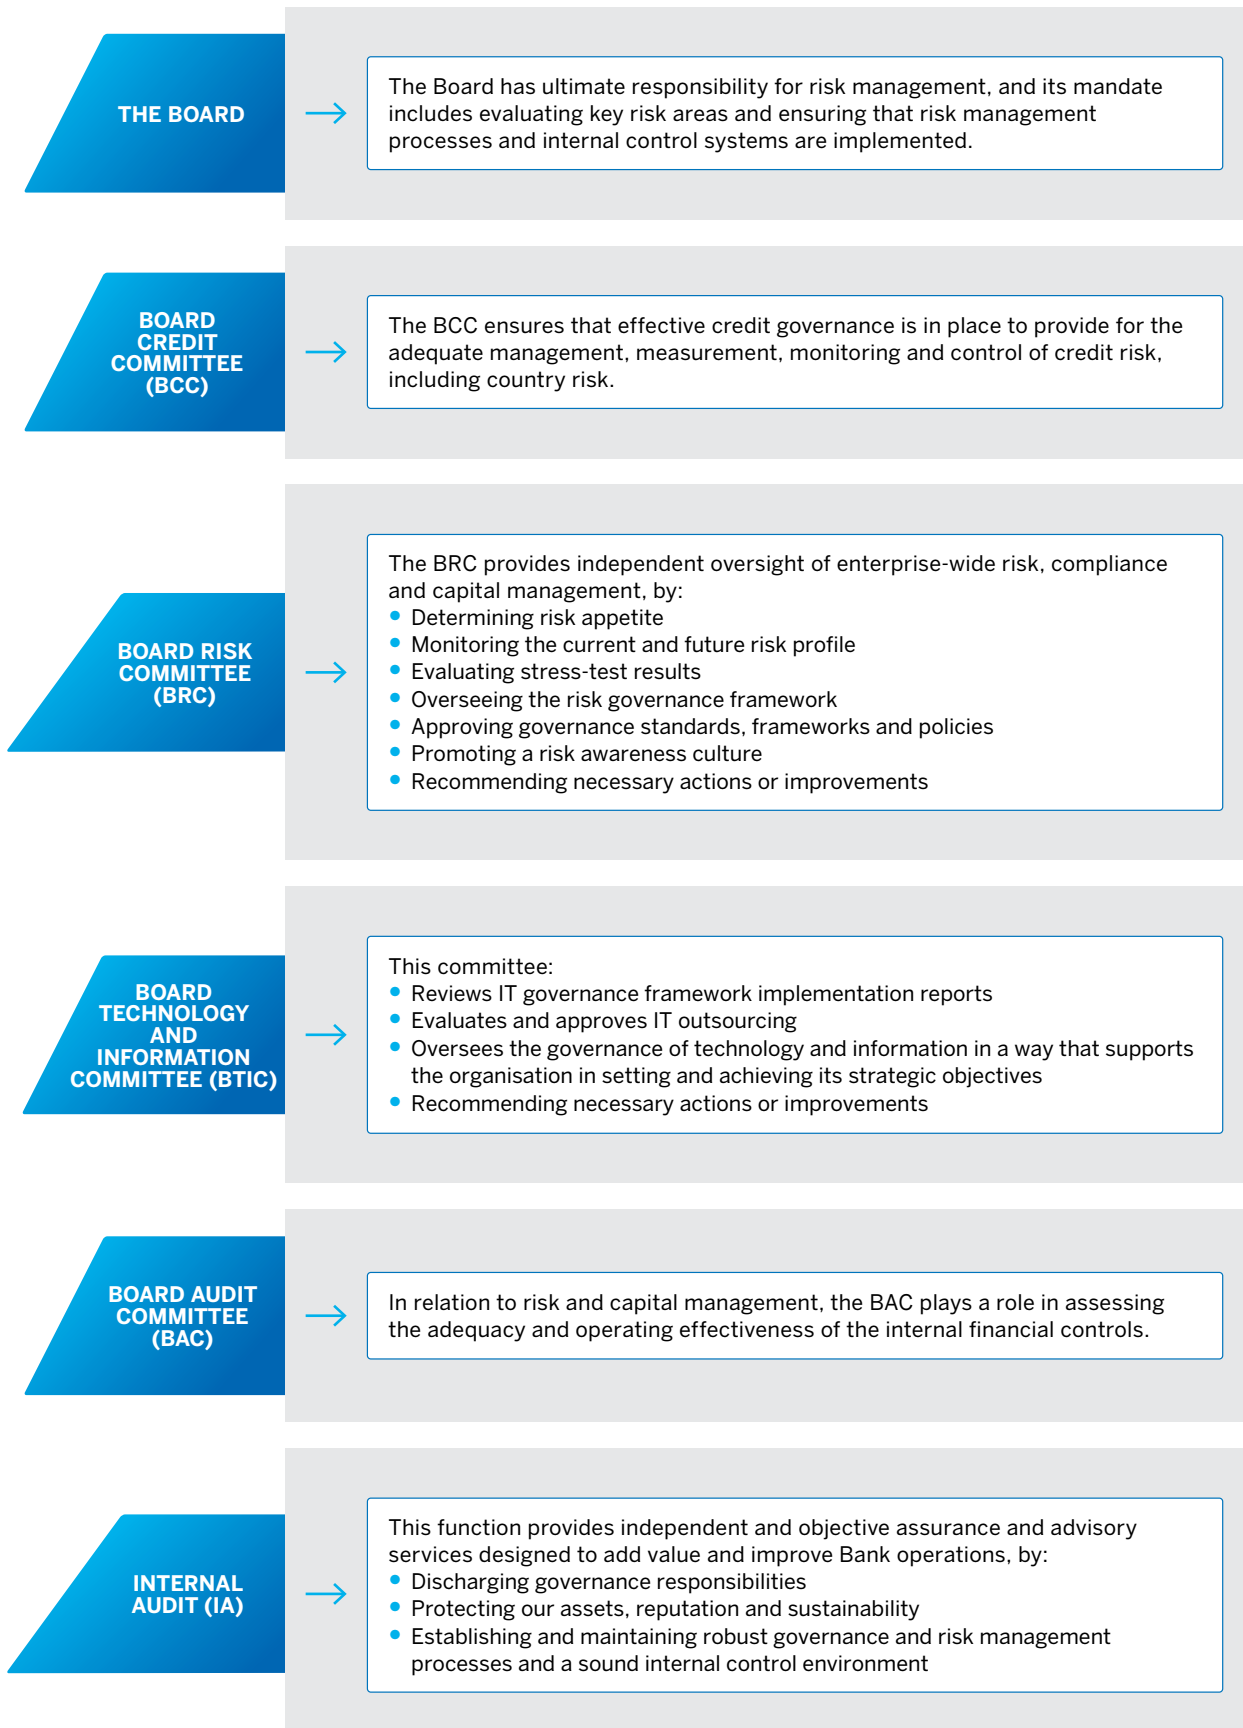 THE BOARD
The Board has ultimate responsibility for risk management, and its mandate
includes evaluating key risk areas and ensuring that risk management
processes and internal control systems are implemented.
BOARD
CREDIT
COMMITTEE
(BCC)
The BCC ensures that effective credit governance is in place to provide for the
adequate management, measurement, monitoring and control of credit risk,
including country risk.
BOARD RISK
COMMITTEE
(BRC)
The BRC provides independent oversight of enterprise-wide risk, compliance
and capital management, by:
• Determining risk appetite
• Monitoring the current and future risk profile
• Evaluating stress-test results
• Overseeing the risk governance framework
• Approving governance standards, frameworks and policies
• Promoting a risk awareness culture
• Recommending necessary actions or improvements
BOARD
TECHNOLOGY
AND
INFORMATION
COMMITTEE (BTIC)
This committee:
• Reviews IT governance framework implementation reports
• Evaluates and approves IT outsourcing
• Oversees the governance of technology and information in a way that supports
the organisation in setting and achieving its strategic objectives
• Recommending necessary actions or improvements
BOARD AUDIT
COMMITTEE
(BAC)
In relation to risk and capital management, the BAC plays a role in assessing
the adequacy and operating effectiveness of the internal financial controls.
INTERNAL
AUDIT (IA)
This function provides independent and objective assurance and advisory
services designed to add value and improve Bank operations, by:
• Discharging governance responsibilities
• Protecting our assets, reputation and sustainability
• Establishing and maintaining robust governance and risk management
processes and a sound internal control environment